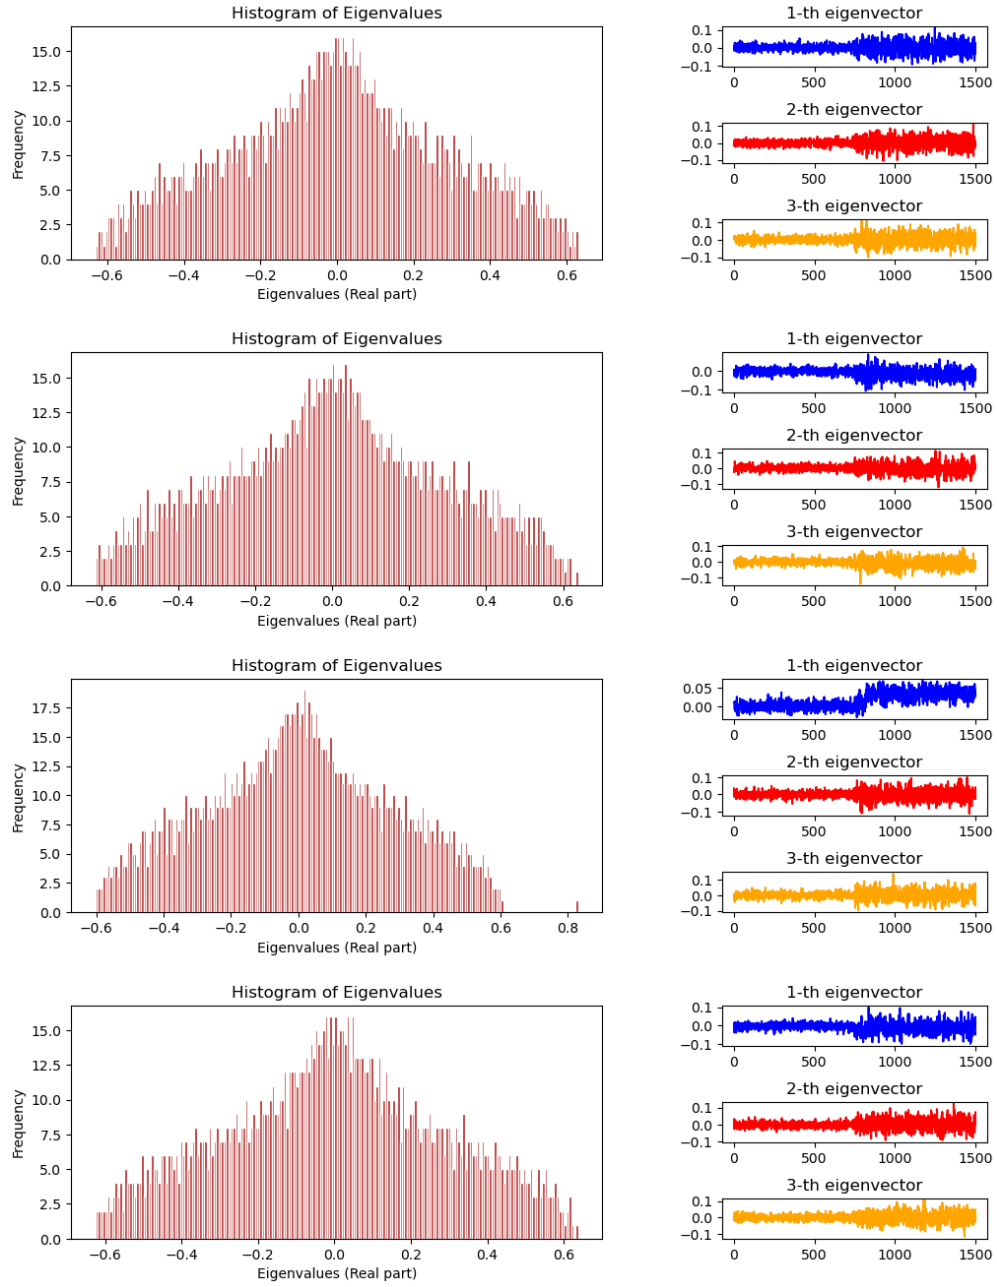 Histogram of Eigenvalues
Frequency
15.0
12.5
10.0
7.5
5.0
2.5
0.0
−0.6 −0.4 −0.2 0.0 0.2 0.4 0.6
Eigenvalues (Real part)
1-th eigenvector
0.1
0.0
−0.1
0 500 1000 1500
2-th eigenvector
0.1
0.0
−0.1
0 500 1000 1500
3-th eigenvector
0.1
0.0
−0.1
0 500 1000 1500
Histogram of Eigenvalues
Frequency
15.0
12.5
10.0
7.5
5.0
2.5
0.0
−0.6 −0.4 −0.2 0.0 0.2 0.4 0.6
Eigenvalues (Real part)
1-th eigenvector
0.0
−0.1
0 500 1000 1500
2-th eigenvector
0.1
0.0
−0.1
0 500 1000 1500
3-th eigenvector
0.1
0.0
−0.1
0 500 1000 1500
Histogram of Eigenvalues
Frequency
17.5
15.0
12.5
10.0
7.5
5.0
2.5
0.0
−0.6 −0.4 −0.2 0.0 0.2 0.4 0.6 0.8
Eigenvalues (Real part)
1-th eigenvector
0.05
0.00
0 500 1000 1500
2-th eigenvector
0.1
0.0
−0.1
0 500 1000 1500
3-th eigenvector
0.1
0.0
−0.1
0 500 1000 1500
Histogram of Eigenvalues
Frequency
15.0
12.5
10.0
7.5
5.0
2.5
0.0
−0.6 −0.4 −0.2 0.0 0.2 0.4 0.6
Eigenvalues (Real part)
1-th eigenvector
0.1
0.0
−0.1
0 500 1000 1500
2-th eigenvector
0.1
0.0
−0.1
0 500 1000 1500
3-th eigenvector
0.1
0.0
−0.1
0 500 1000 1500